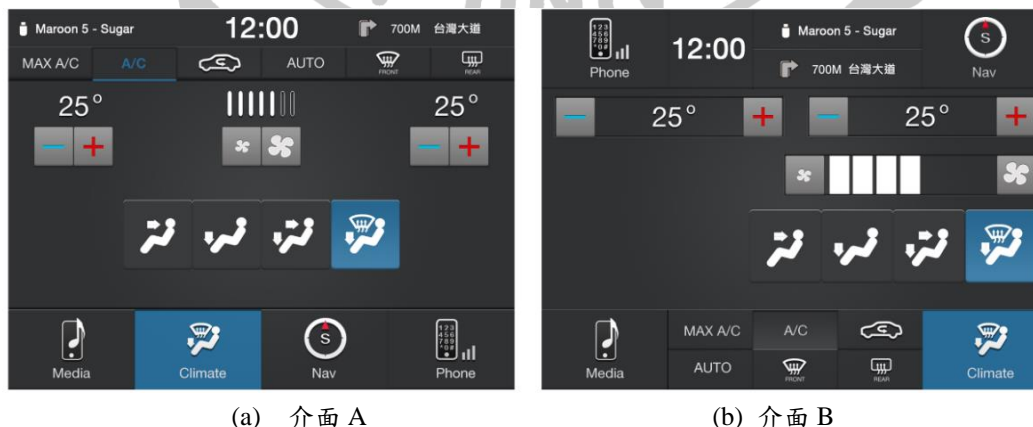 Maroon 5 - Sugar 12:00 700M 台灣大道
MAX A/C A/C AUTO FRONT REAR
25° 25°
Media Climate Nav Phone
(a) 介面 A
Phone 12:00 Maroon 5 - Sugar S Nav
700M 台灣大道
25° 25°
MAX A/C A/C
Media AUTO FRONT REAR Climate
(b) 介面 B